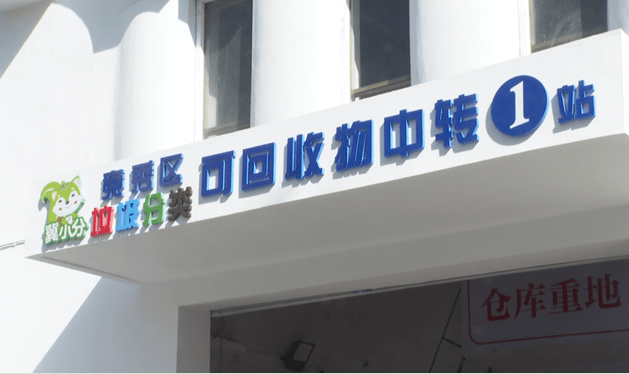 竞秀区
冀小分 垃圾分类
可回收物中转1站
仓库重地